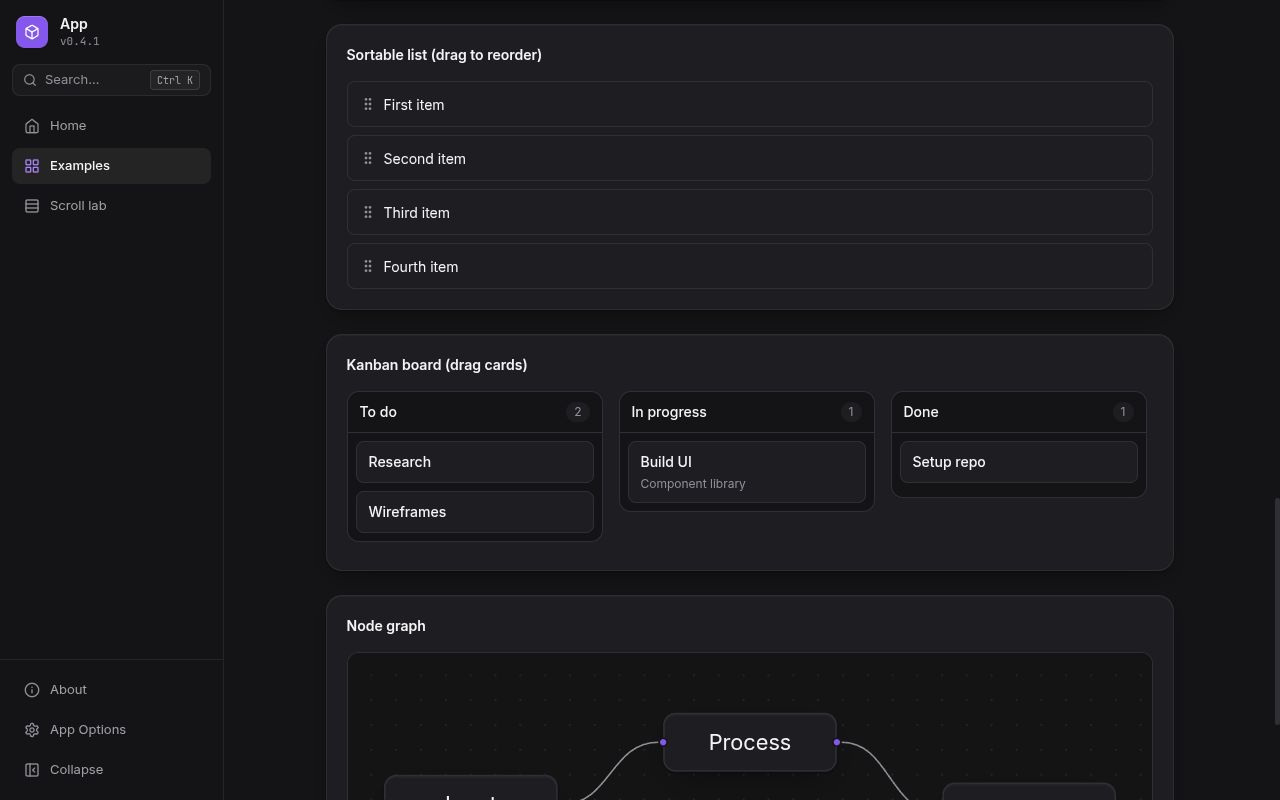 App
v0.4.1
Search...
Ctrl K
Home
Examples
Scroll lab
About
App Options
Collapse
Sortable list (drag to reorder)
First item
Second item
Third item
Fourth item
Kanban board (drag cards)
To do
2
Research
Wireframes
In progress
1
Build UI
Component library
Done
1
Setup repo
Node graph
Process